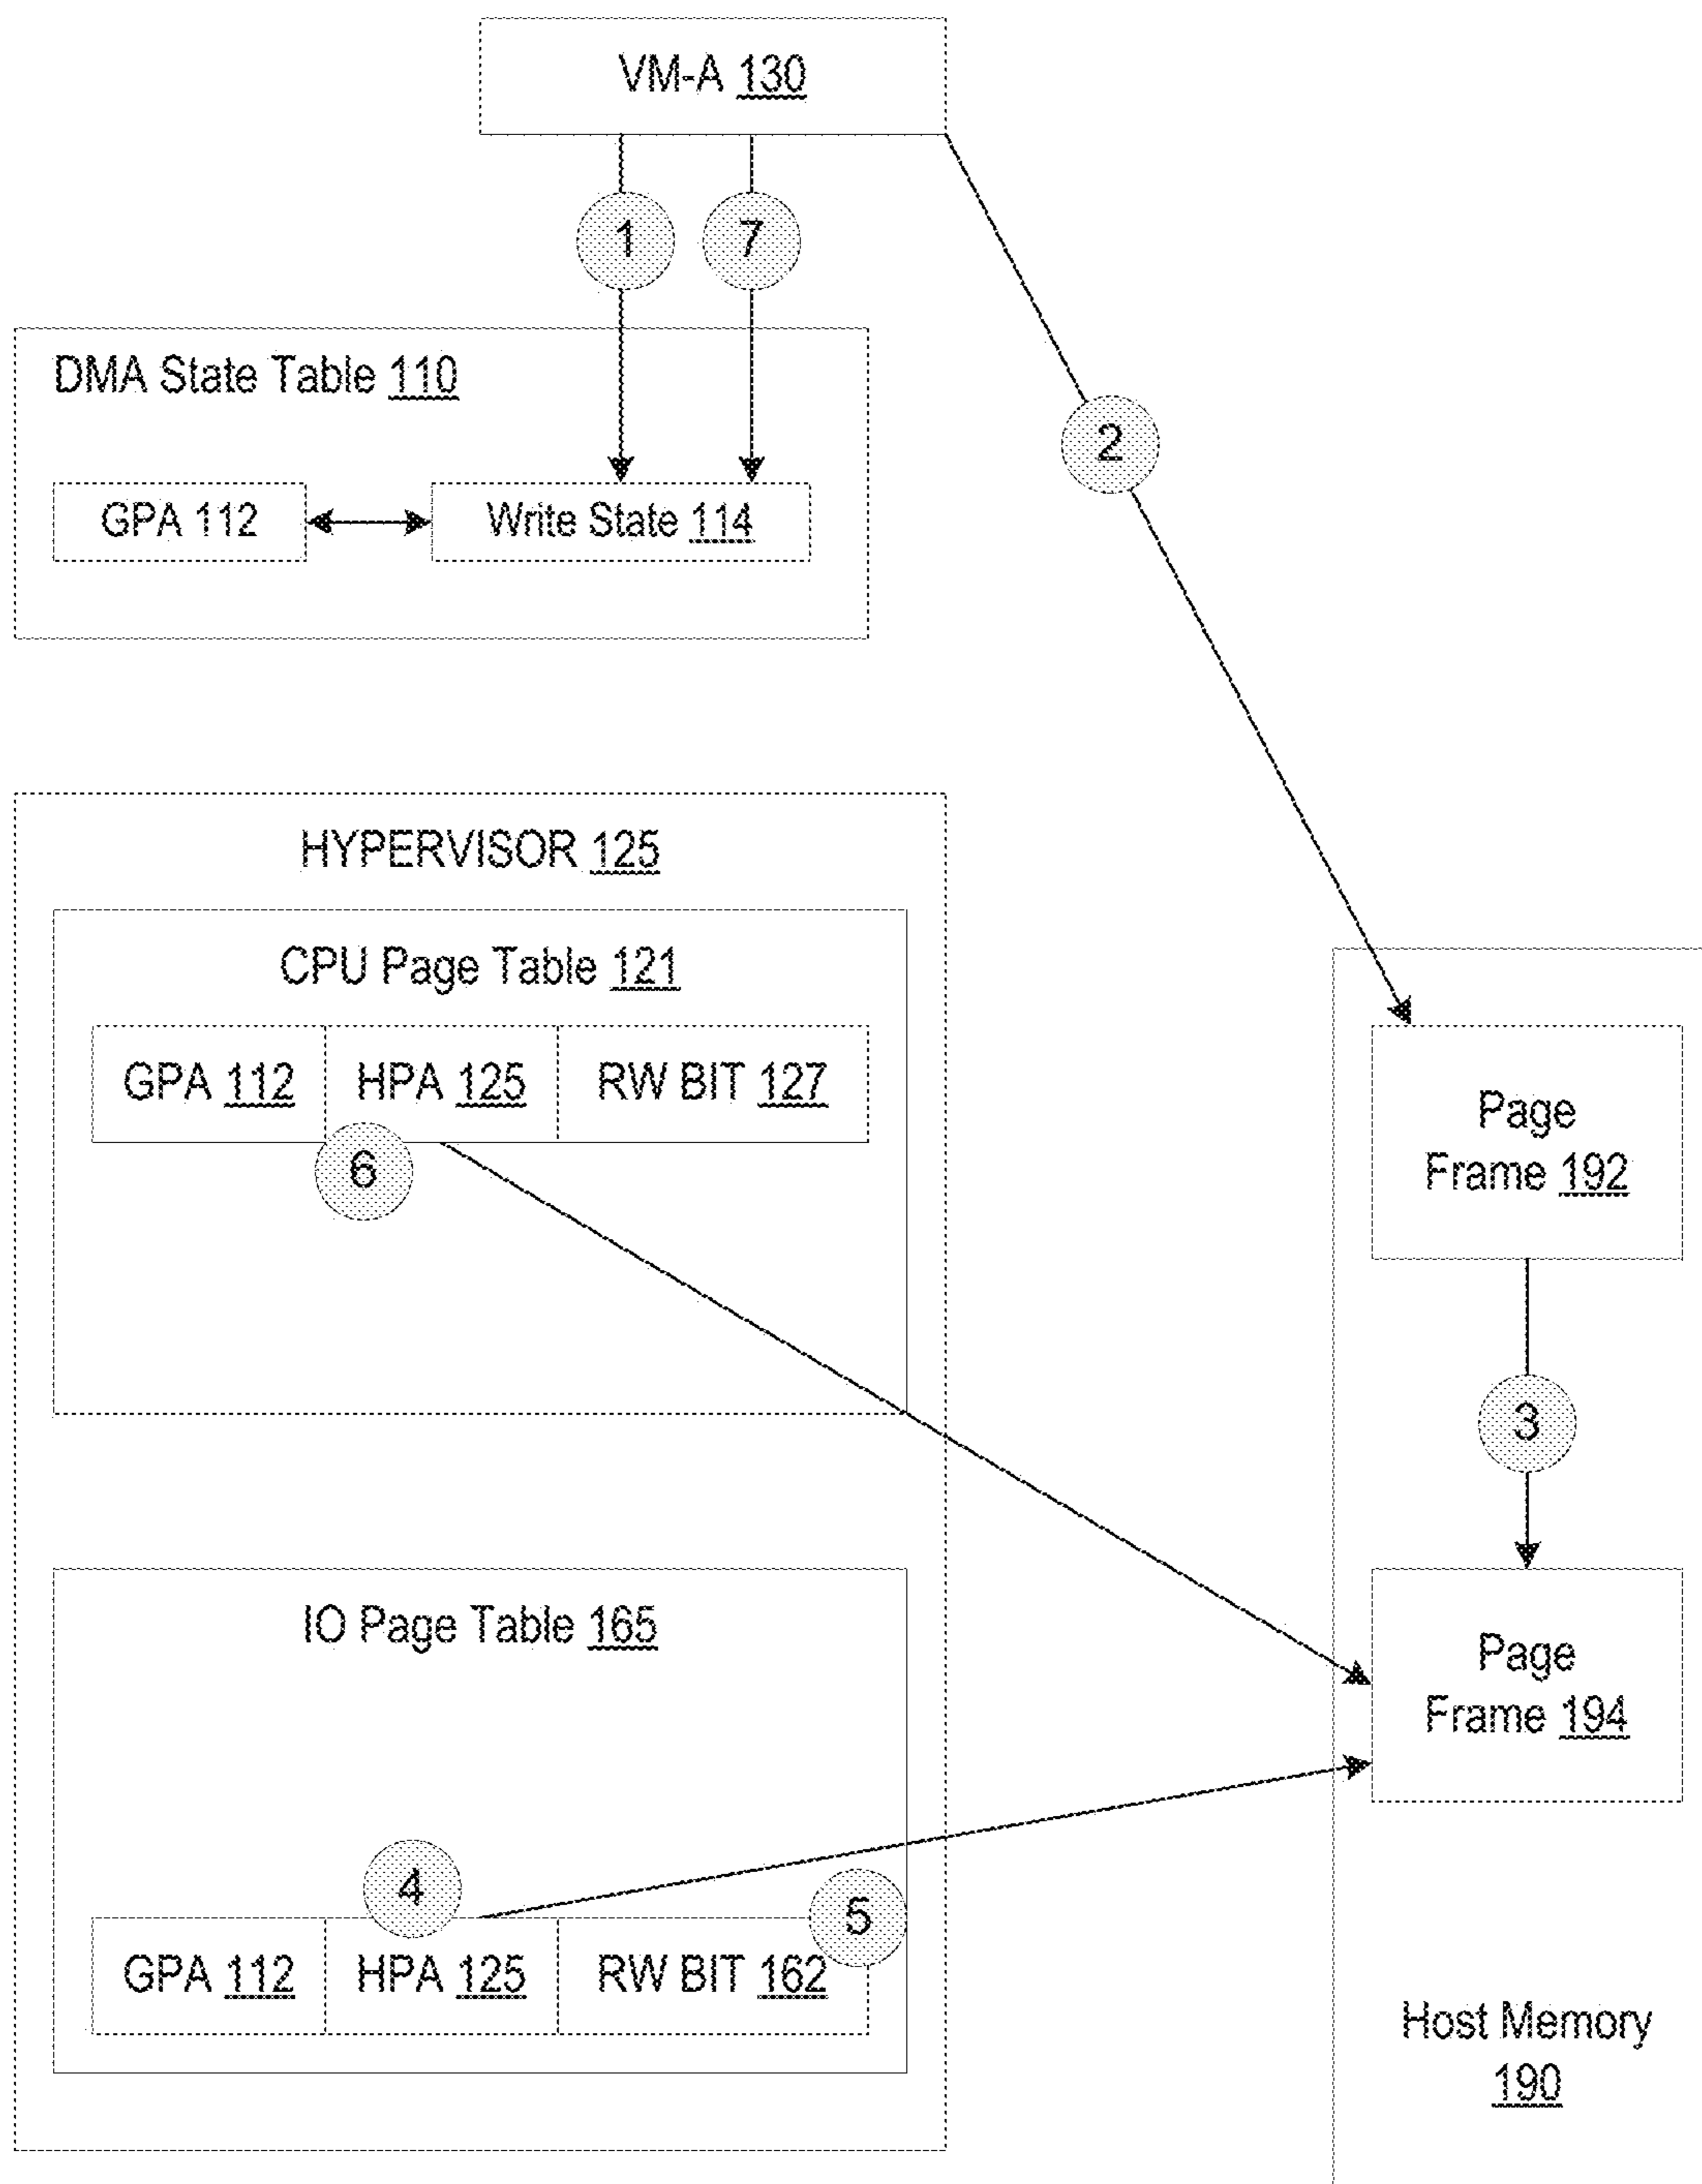 VM-A 130
1
7
DMA State Table 110
2
GPA 112
Write State 114
HYPERVISOR 125
CPU Page Table 121
GPA 112
HPA 125
RW BIT 127
6
Page
Frame 192
3
IO Page Table 165
Page
Frame 194
4
5
GPA 112
HPA 125
RW BIT 162
Host Memory
190